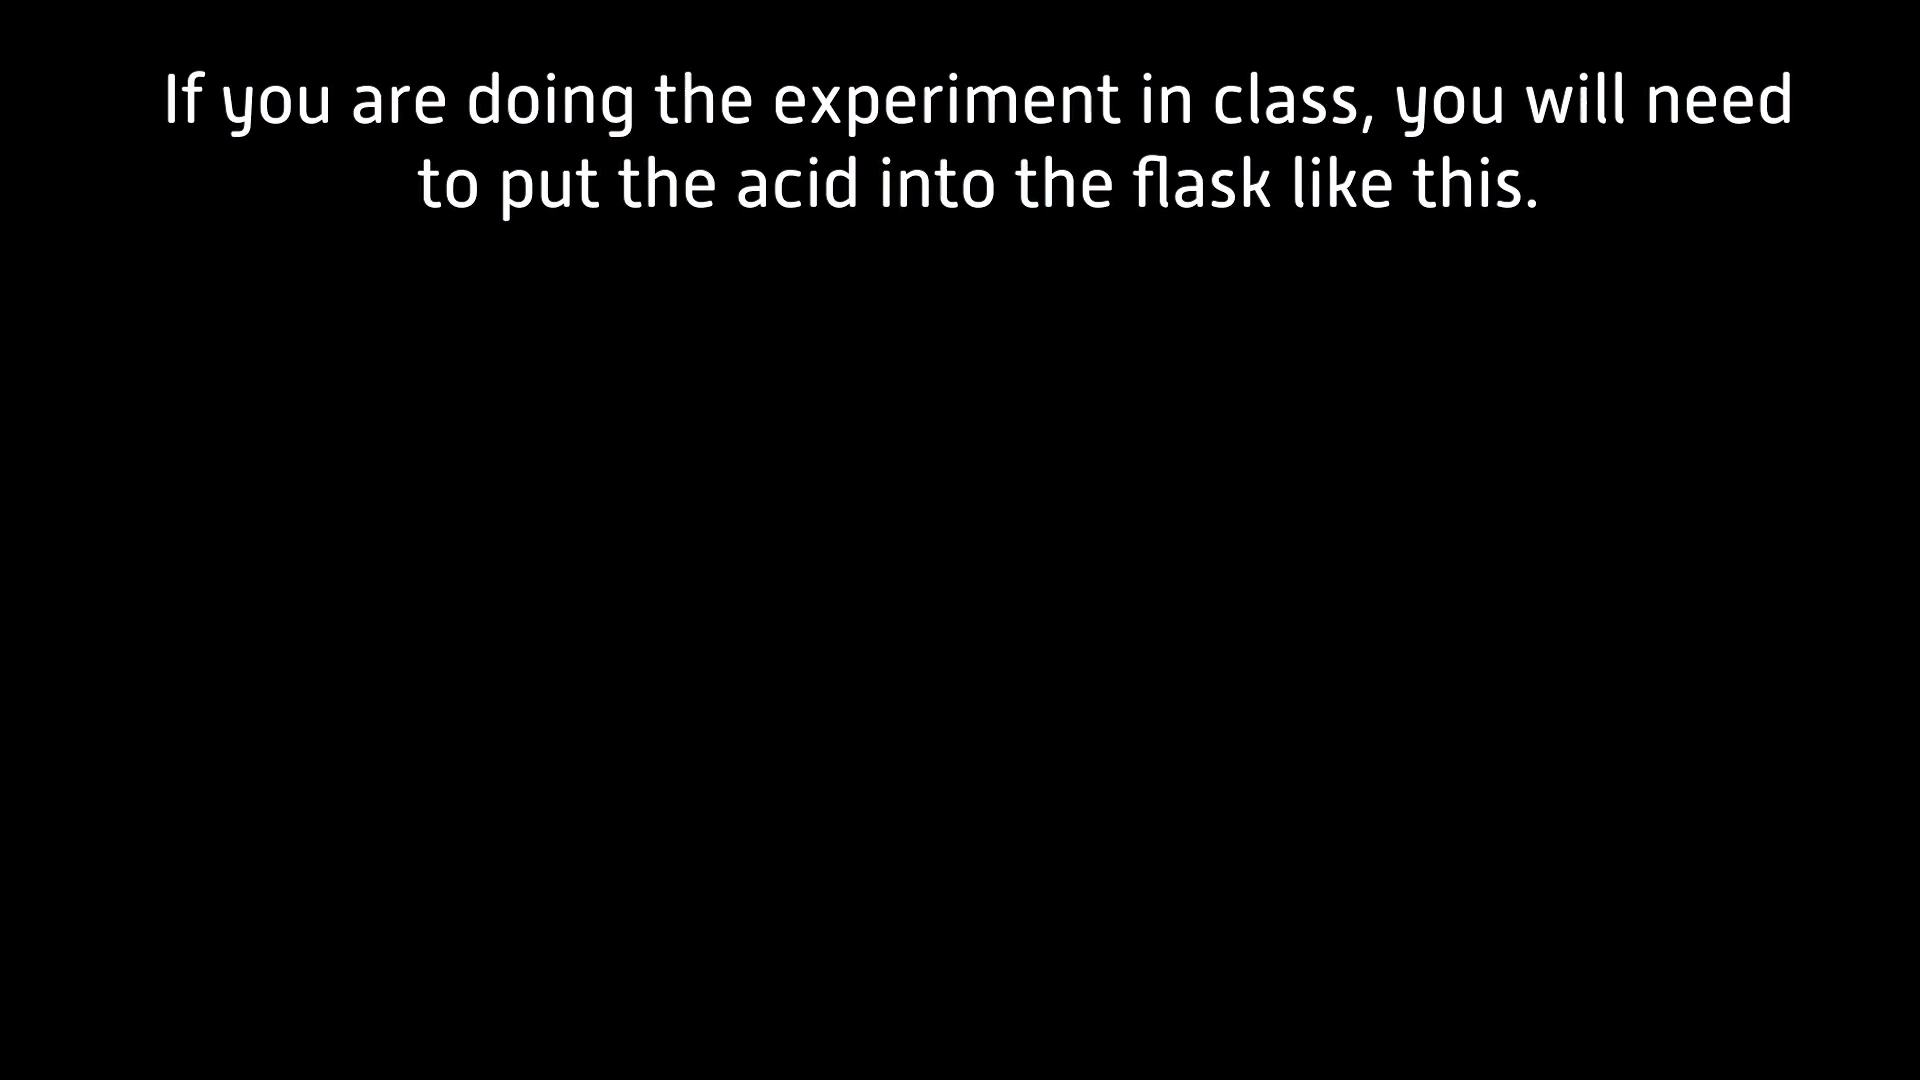 If you are doing the experiment in class, you will need
to put the acid into the flask like this.